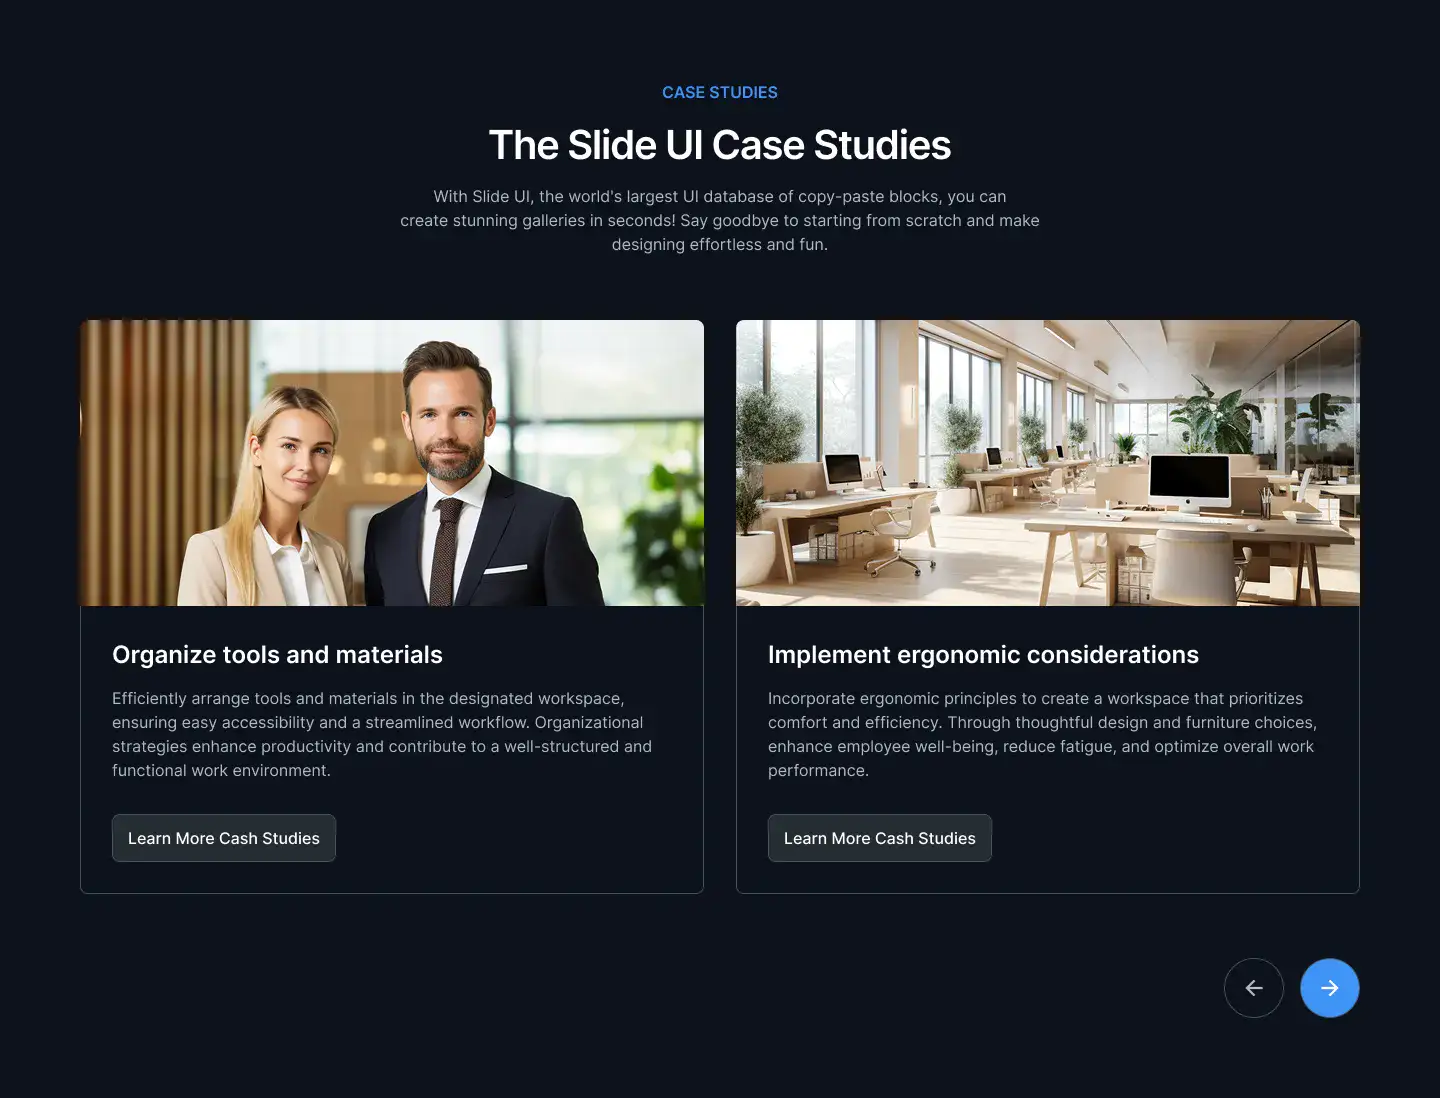 CASE STUDIES
The Slide UI Case Studies
With Slide UI, the world's largest UI database of copy-paste blocks, you can
create stunning galleries in seconds! Say goodbye to starting from scratch and make
designing effortless and fun.
Organize tools and materials
Efficiently arrange tools and materials in the designated workspace,
ensuring easy accessibility and a streamlined workflow. Organizational
strategies enhance productivity and contribute to a well-structured and
functional work environment.
Learn More Cash Studies
Implement ergonomic considerations
Incorporate ergonomic principles to create a workspace that prioritizes
comfort and efficiency. Through thoughtful design and furniture choices,
enhance employee well-being, reduce fatigue, and optimize overall work
performance.
Learn More Cash Studies